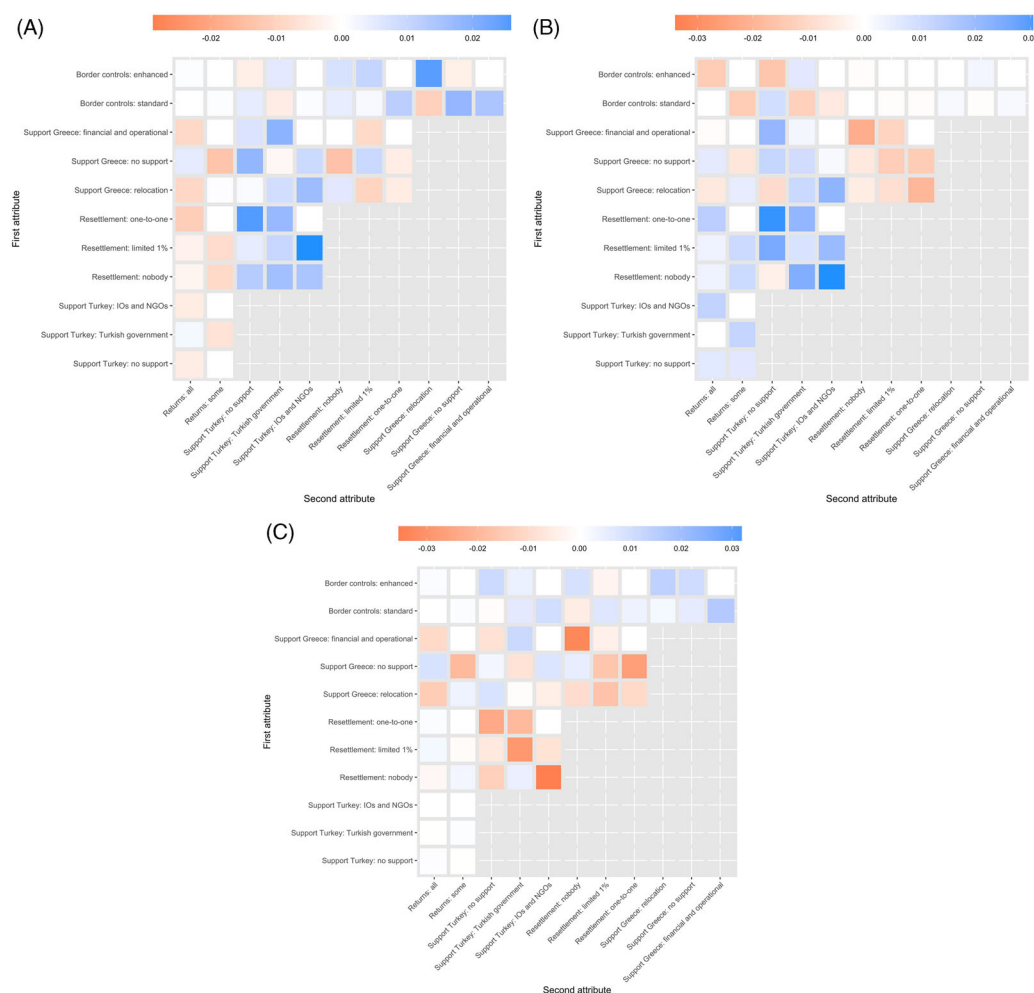 (A)
-0.02 -0.01 0.00 0.01 0.02
First attribute
Border controls: enhanced
Border controls: standard
Support Greece: financial and operational
Support Greece: no support
Support Greece: relocation
Resettlement: one-to-one
Resettlement: limited 1%
Resettlement: nobody
Support Turkey: IOs and NGOs
Support Turkey: Turkish government
Support Turkey: no support
Returns: all
Returns: some
Support Turkey: no support
Support Turkey: Turkish government
Support Turkey: IOs and NGOs
Resettlement: nobody
Resettlement: limited 1%
Resettlement: one-to-one
Support Greece: relocation
Support Greece: no support
Support Greece: financial and operational
Second attribute
(B)
-0.03 -0.02 -0.01 0.00 0.01 0.02
First attribute
Border controls: enhanced
Border controls: standard
Support Greece: financial and operational
Support Greece: no support
Support Greece: relocation
Resettlement: one-to-one
Resettlement: limited 1%
Resettlement: nobody
Support Turkey: IOs and NGOs
Support Turkey: Turkish government
Support Turkey: no support
Returns: all
Returns: some
Support Turkey: no support
Support Turkey: Turkish government
Support Turkey: IOs and NGOs
Resettlement: nobody
Resettlement: limited 1%
Resettlement: one-to-one
Support Greece: relocation
Support Greece: no support
Support Greece: financial and operational
Second attribute
(C)
-0.03 -0.02 -0.01 0.00 0.01 0.02 0.03
First attribute
Border controls: enhanced
Border controls: standard
Support Greece: financial and operational
Support Greece: no support
Support Greece: relocation
Resettlement: one-to-one
Resettlement: limited 1%
Resettlement: nobody
Support Turkey: IOs and NGOs
Support Turkey: Turkish government
Support Turkey: no support
Returns: all
Returns: some
Support Turkey: no support
Support Turkey: Turkish government
Support Turkey: IOs and NGOs
Resettlement: nobody
Resettlement: limited 1%
Resettlement: one-to-one
Support Greece: relocation
Support Greece: no support
Support Greece: financial and operational
Second attribute